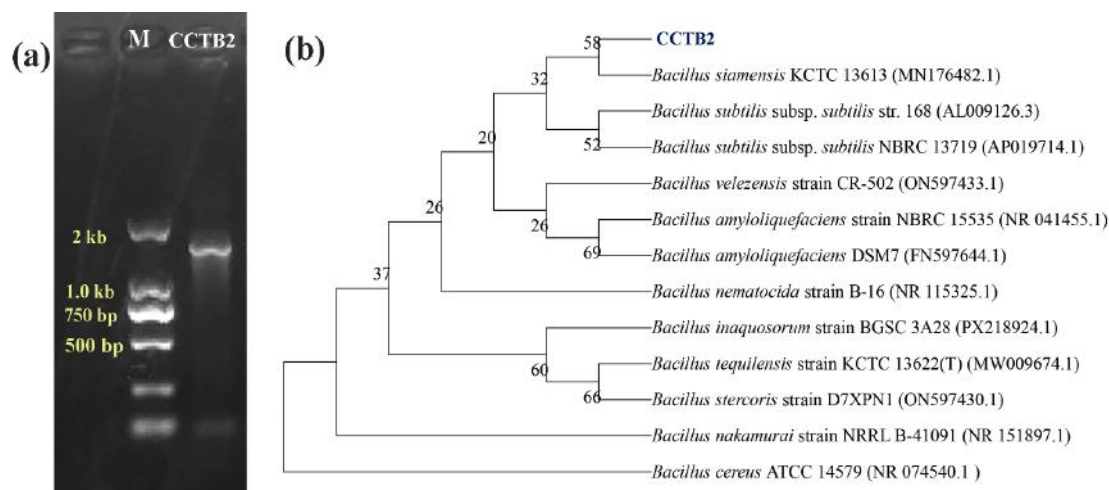 (a)
M
CCTB2
2 kb
1.0 kb
750 bp
500 bp
(b)
58
CCTB2
Bacillus siamensis KCTC 13613 (MN176482.1)
32
Bacillus subtilis subsp. subtilis str. 168 (AL009126.3)
52
Bacillus subtilis subsp. subtilis NBRC 13719 (AP019714.1)
20
Bacillus velezensis strain CR-502 (ON597433.1)
26
26
Bacillus amyloliquefaciens strain NBRC 15535 (NR 041455.1)
69
Bacillus amyloliquefaciens DSM7 (FN597644.1)
37
Bacillus nematocida strain B-16 (NR 115325.1)
Bacillus inaquosorum strain BGSC 3A28 (PX218924.1)
60
Bacillus tequilensis strain KCTC 13622(T) (MW009674.1)
66
Bacillus stercoris strain D7XPN1 (ON597430.1)
Bacillus nakamurai strain NRRL B-41091 (NR 151897.1)
Bacillus cereus ATCC 14579 (NR 074540.1 )